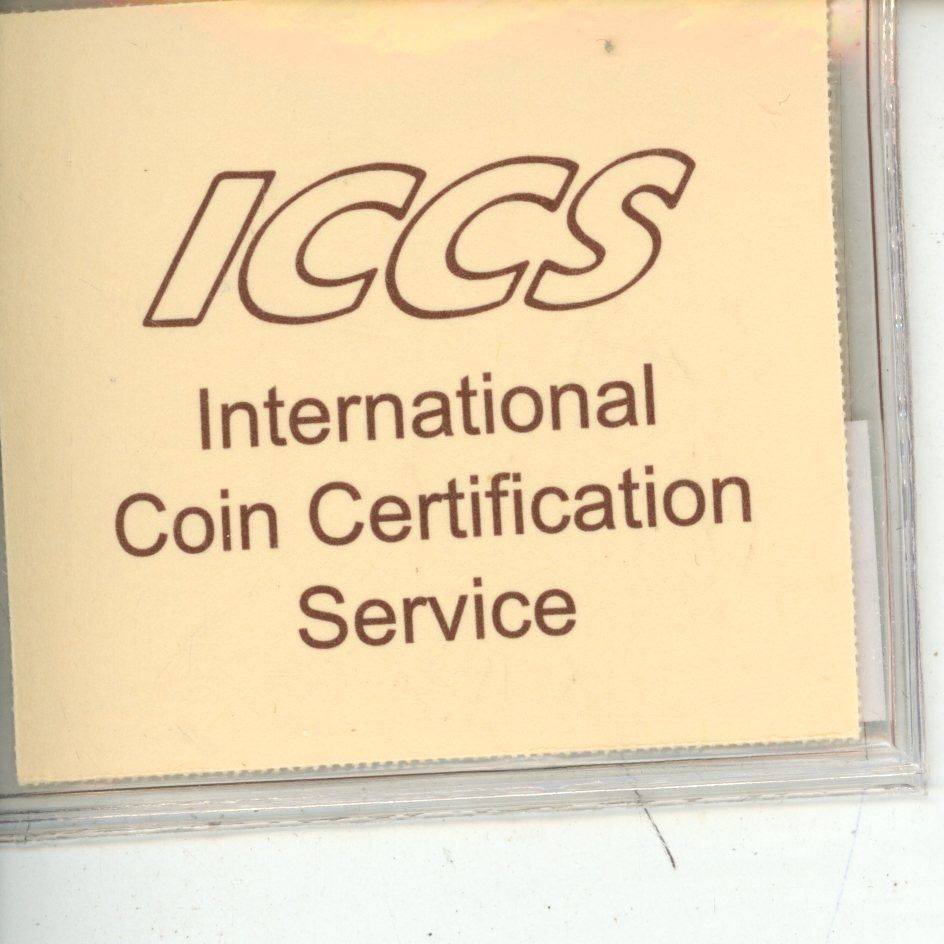 ICCS
International
Coin Certification
Service